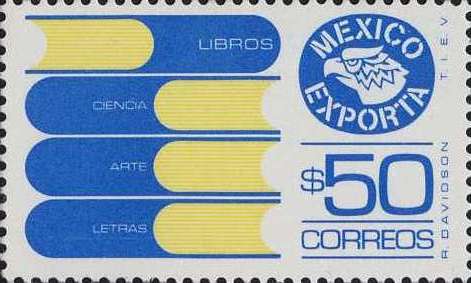 LIBROS
CIENCIA
ARTE
LETRAS
MEXICO
EXPORTA
$50
CORREOS
T.I.E.V.
R. DAVIDSON